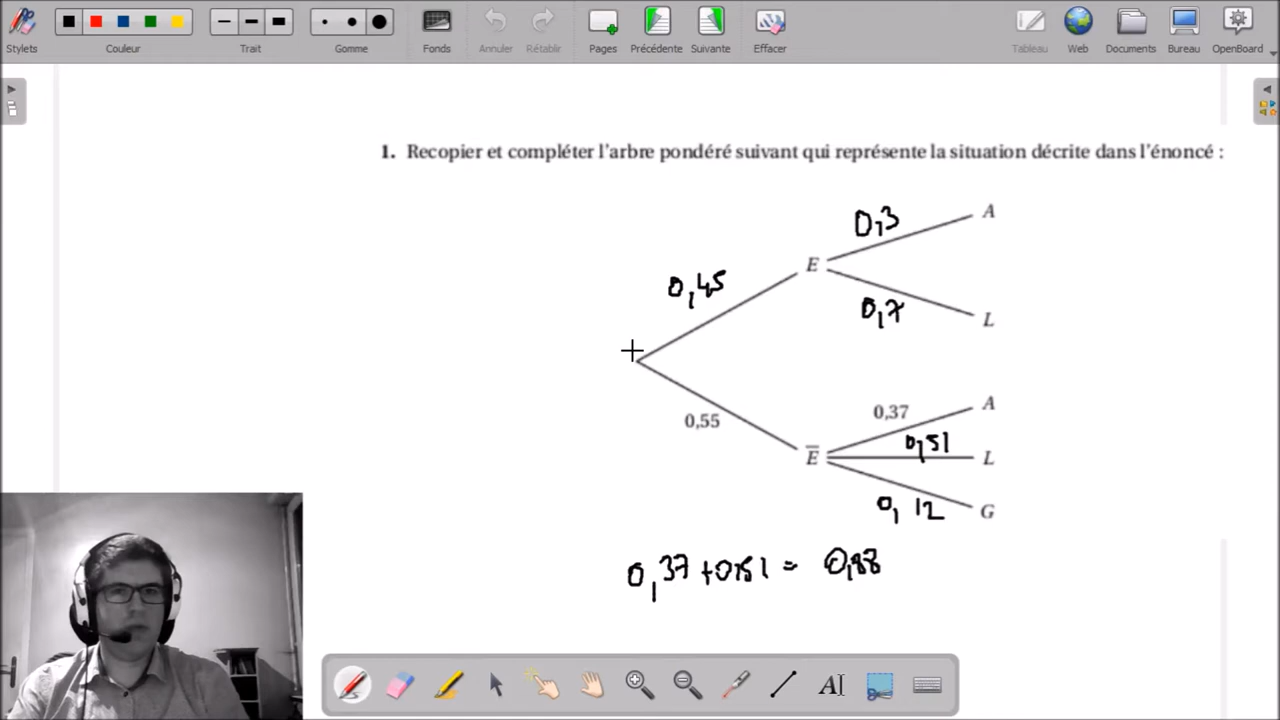 Stylets Couleur Trait Gomme Fonds Annuler Rétablir Pages Précédente Suivante Effacer Tableau Web Documents Bureau OpenBoard
1. Recopier et compléter l'arbre pondéré suivant qui représente la situation décrite dans l'énoncé :
0,3 A
0,45 E
0,7 L
0,55
0,37 A
E̅ 0,51 L
0,12 G
0,37 + 0,51 = 0,88
AI